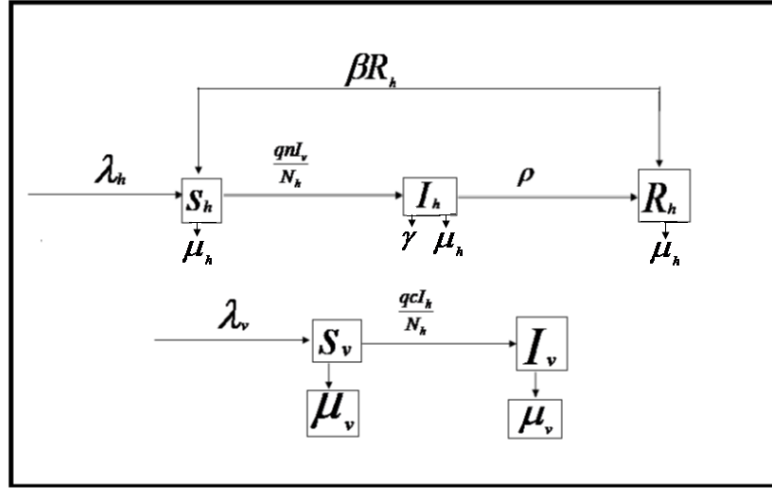 βR_h
λ_h
S_h
qnI_v / N_h
I_h
ρ
R_h
μ_h
γ
μ_h
μ_h
λ_v
S_v
qcI_h / N_h
I_v
μ_v
μ_v